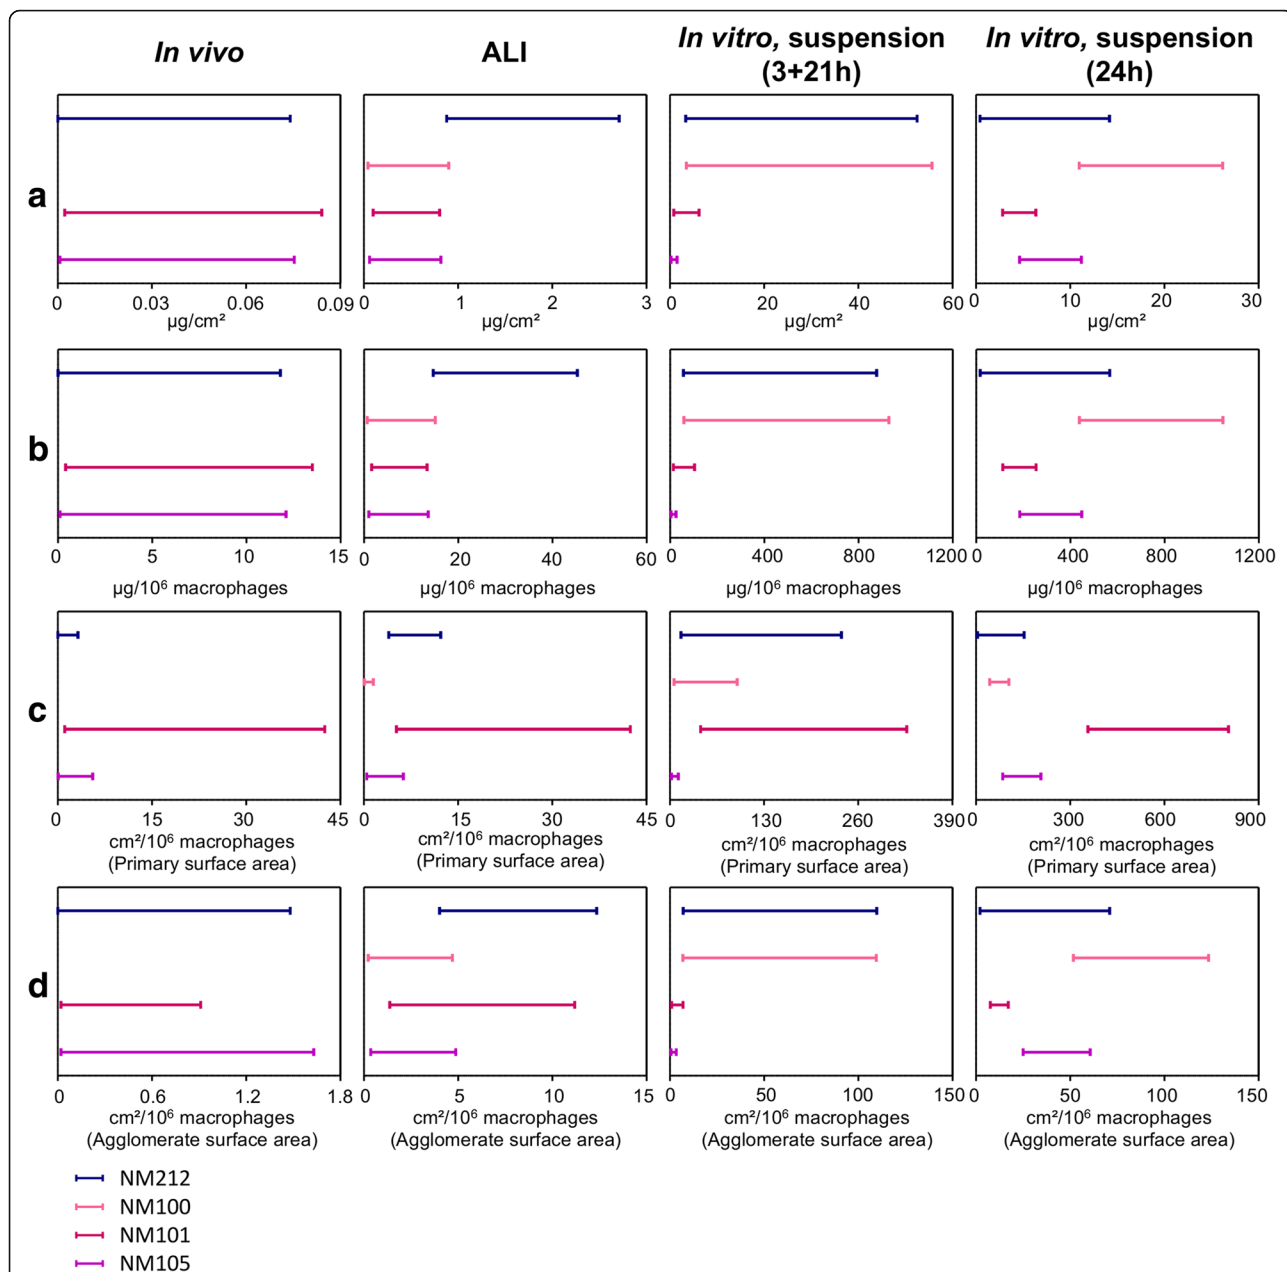 In vivo
ALI
In vitro, suspension
(3+21h)
In vitro, suspension
(24h)
a
0 0.03 0.06 0.09
µg/cm²
0 1 2 3
µg/cm²
0 20 40 60
µg/cm²
0 10 20 30
µg/cm²
b
0 5 10 15
µg/10⁶ macrophages
0 20 40 60
µg/10⁶ macrophages
0 400 800 1200
µg/10⁶ macrophages
0 400 800 1200
µg/10⁶ macrophages
c
0 15 30 45
cm²/10⁶ macrophages
(Primary surface area)
0 15 30 45
cm²/10⁶ macrophages
(Primary surface area)
0 130 260 390
cm²/10⁶ macrophages
(Primary surface area)
0 300 600 900
cm²/10⁶ macrophages
(Primary surface area)
d
0 0.6 1.2 1.8
cm²/10⁶ macrophages
(Agglomerate surface area)
0 5 10 15
cm²/10⁶ macrophages
(Agglomerate surface area)
0 50 100 150
cm²/10⁶ macrophages
(Agglomerate surface area)
0 50 100 150
cm²/10⁶ macrophages
(Agglomerate surface area)
NM212
NM100
NM101
NM105